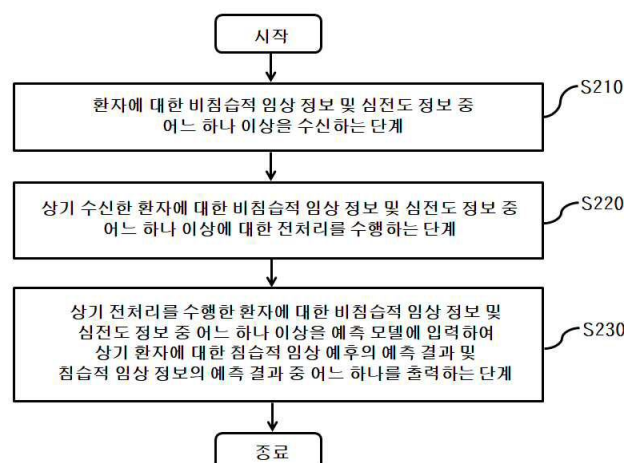 시작
환자에 대한 비침습적 임상 정보 및 심전도 정보 중
어느 하나 이상을 수신하는 단계
S210
상기 수신한 환자에 대한 비침습적 임상 정보 및 심전도 정보 중
어느 하나 이상에 대한 전처리를 수행하는 단계
S220
상기 전처리를 수행한 환자에 대한 비침습적 임상 정보 및
심전도 정보 중 어느 하나 이상을 예측 모델에 입력하여
상기 환자에 대한 침습적 임상 예후의 예측 결과 및
침습적 임상 정보의 예측 결과 중 어느 하나를 출력하는 단계
S230
종료